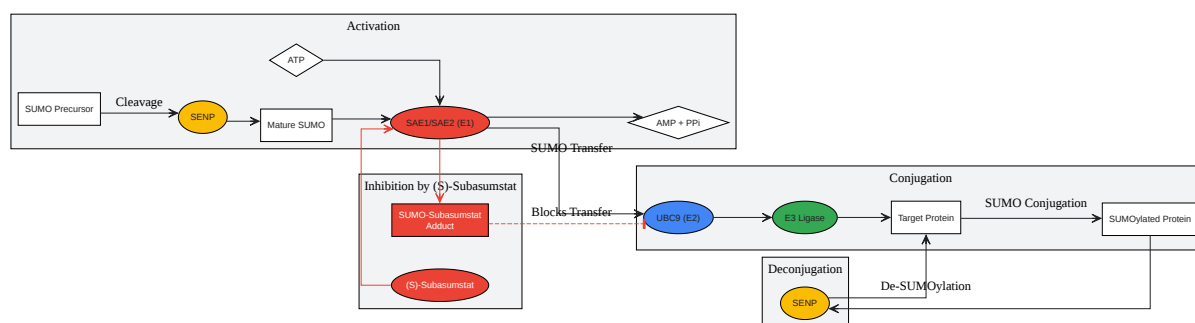 Activation
ATP
SUMO Precursor
Cleavage
SENP
Mature SUMO
SAE1/SAE2 (E1)
AMP + PPi
SUMO Transfer
Inhibition by (S)-Subasumstat
SUMO-Subasumstat
Adduct
Blocks Transfer
(S)-Subasumstat
Conjugation
UBC9 (E2)
E3 Ligase
Target Protein
SUMO Conjugation
SUMOylated Protein
Deconjugation
SENP
De-SUMOylation